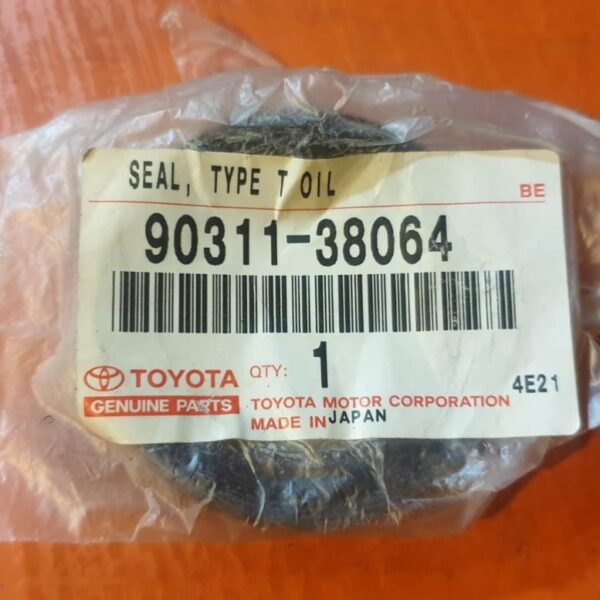 SEAL, TYPE T OIL
BE
90311-38064
TOYOTA QTY: 1
GENUINE PARTS
4E21
TOYOTA MOTOR CORPORATION
MADE IN JAPAN